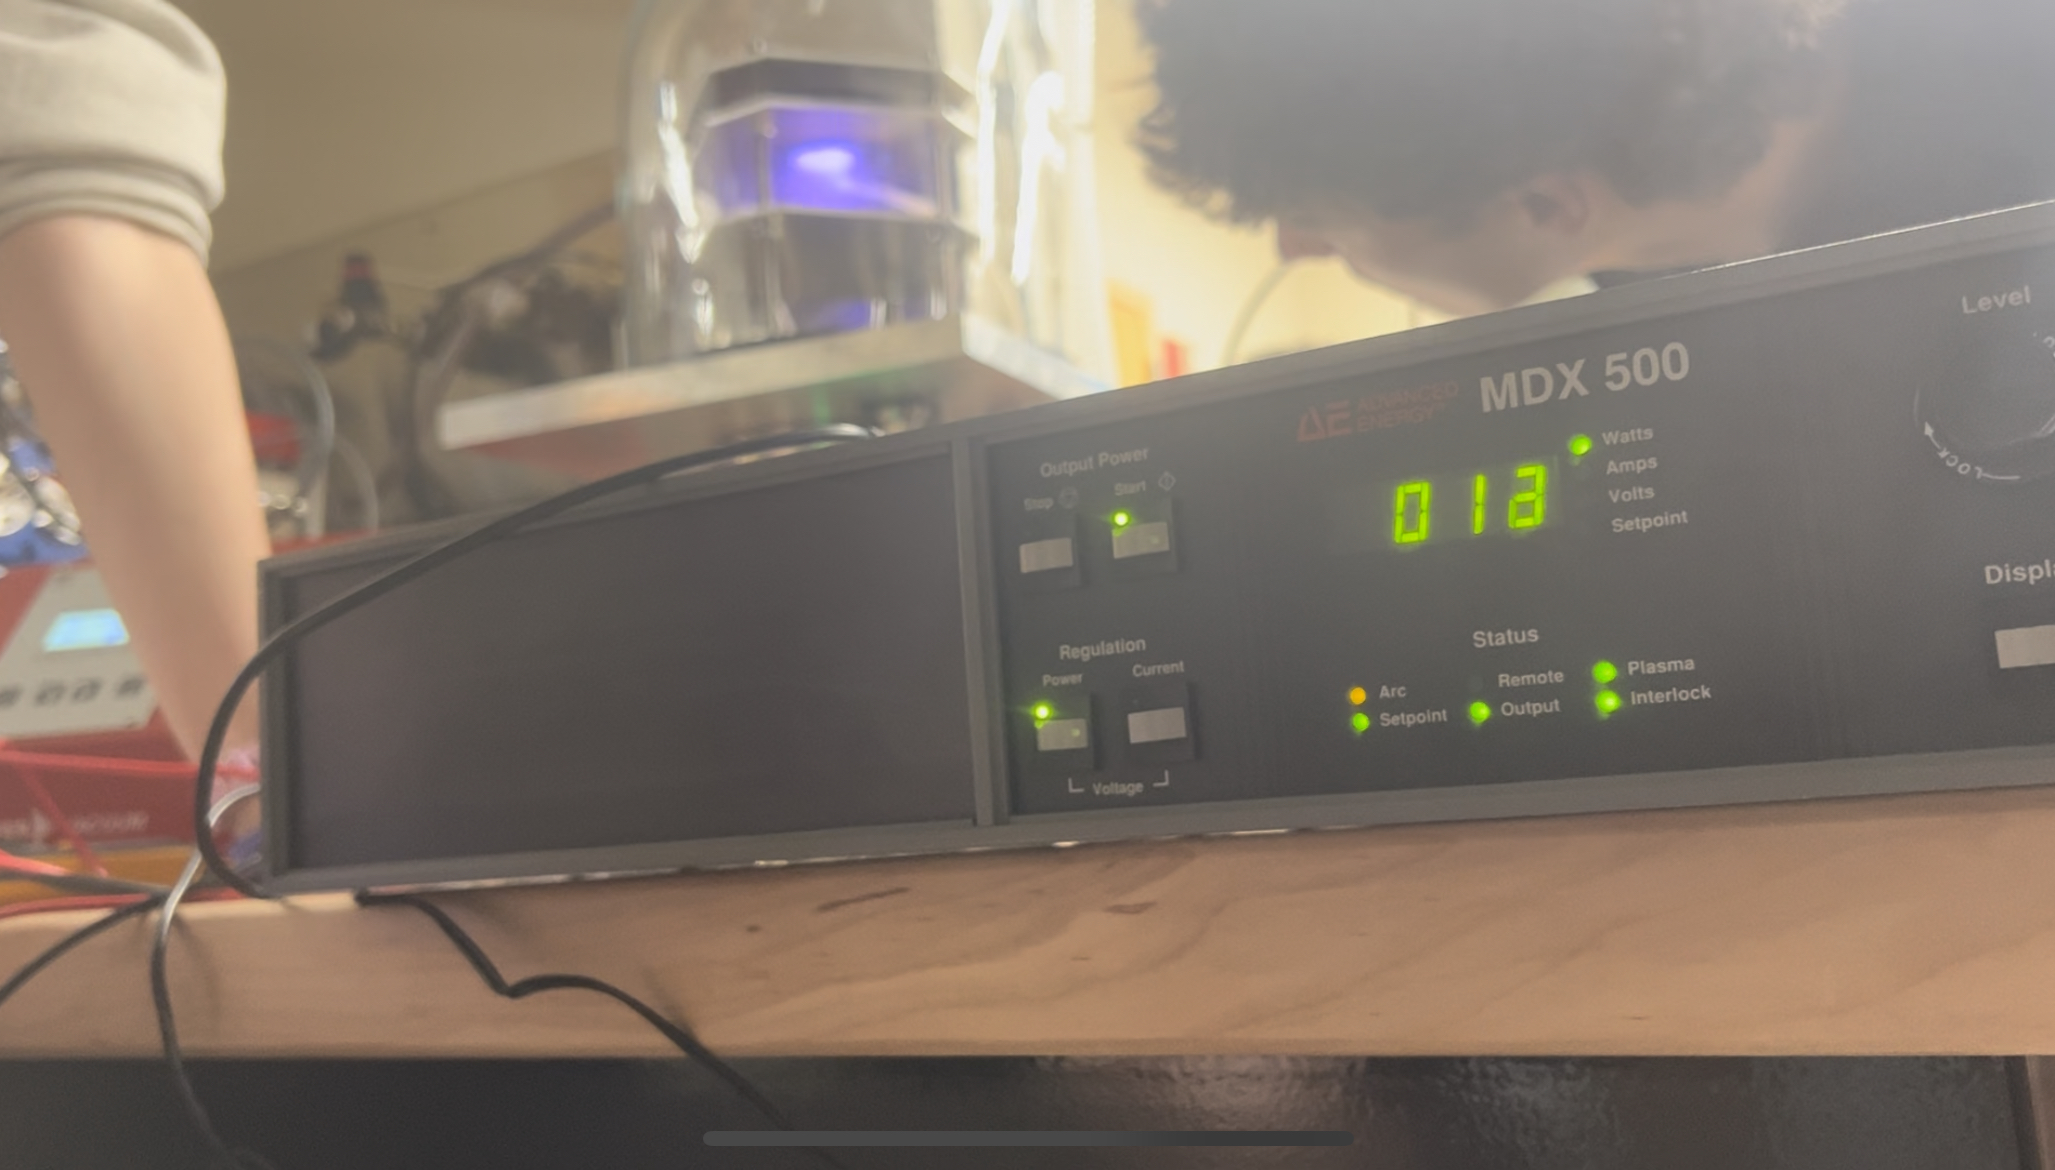 Level
MDX 500
ADVANCED
ENERGY
Output Power
Stop
Start
Watts
Amps
Volts
Setpoint
LOCK
Displ
Regulation
Power
Current
Voltage
Status
Arc
Remote
Plasma
Setpoint
Output
Interlock